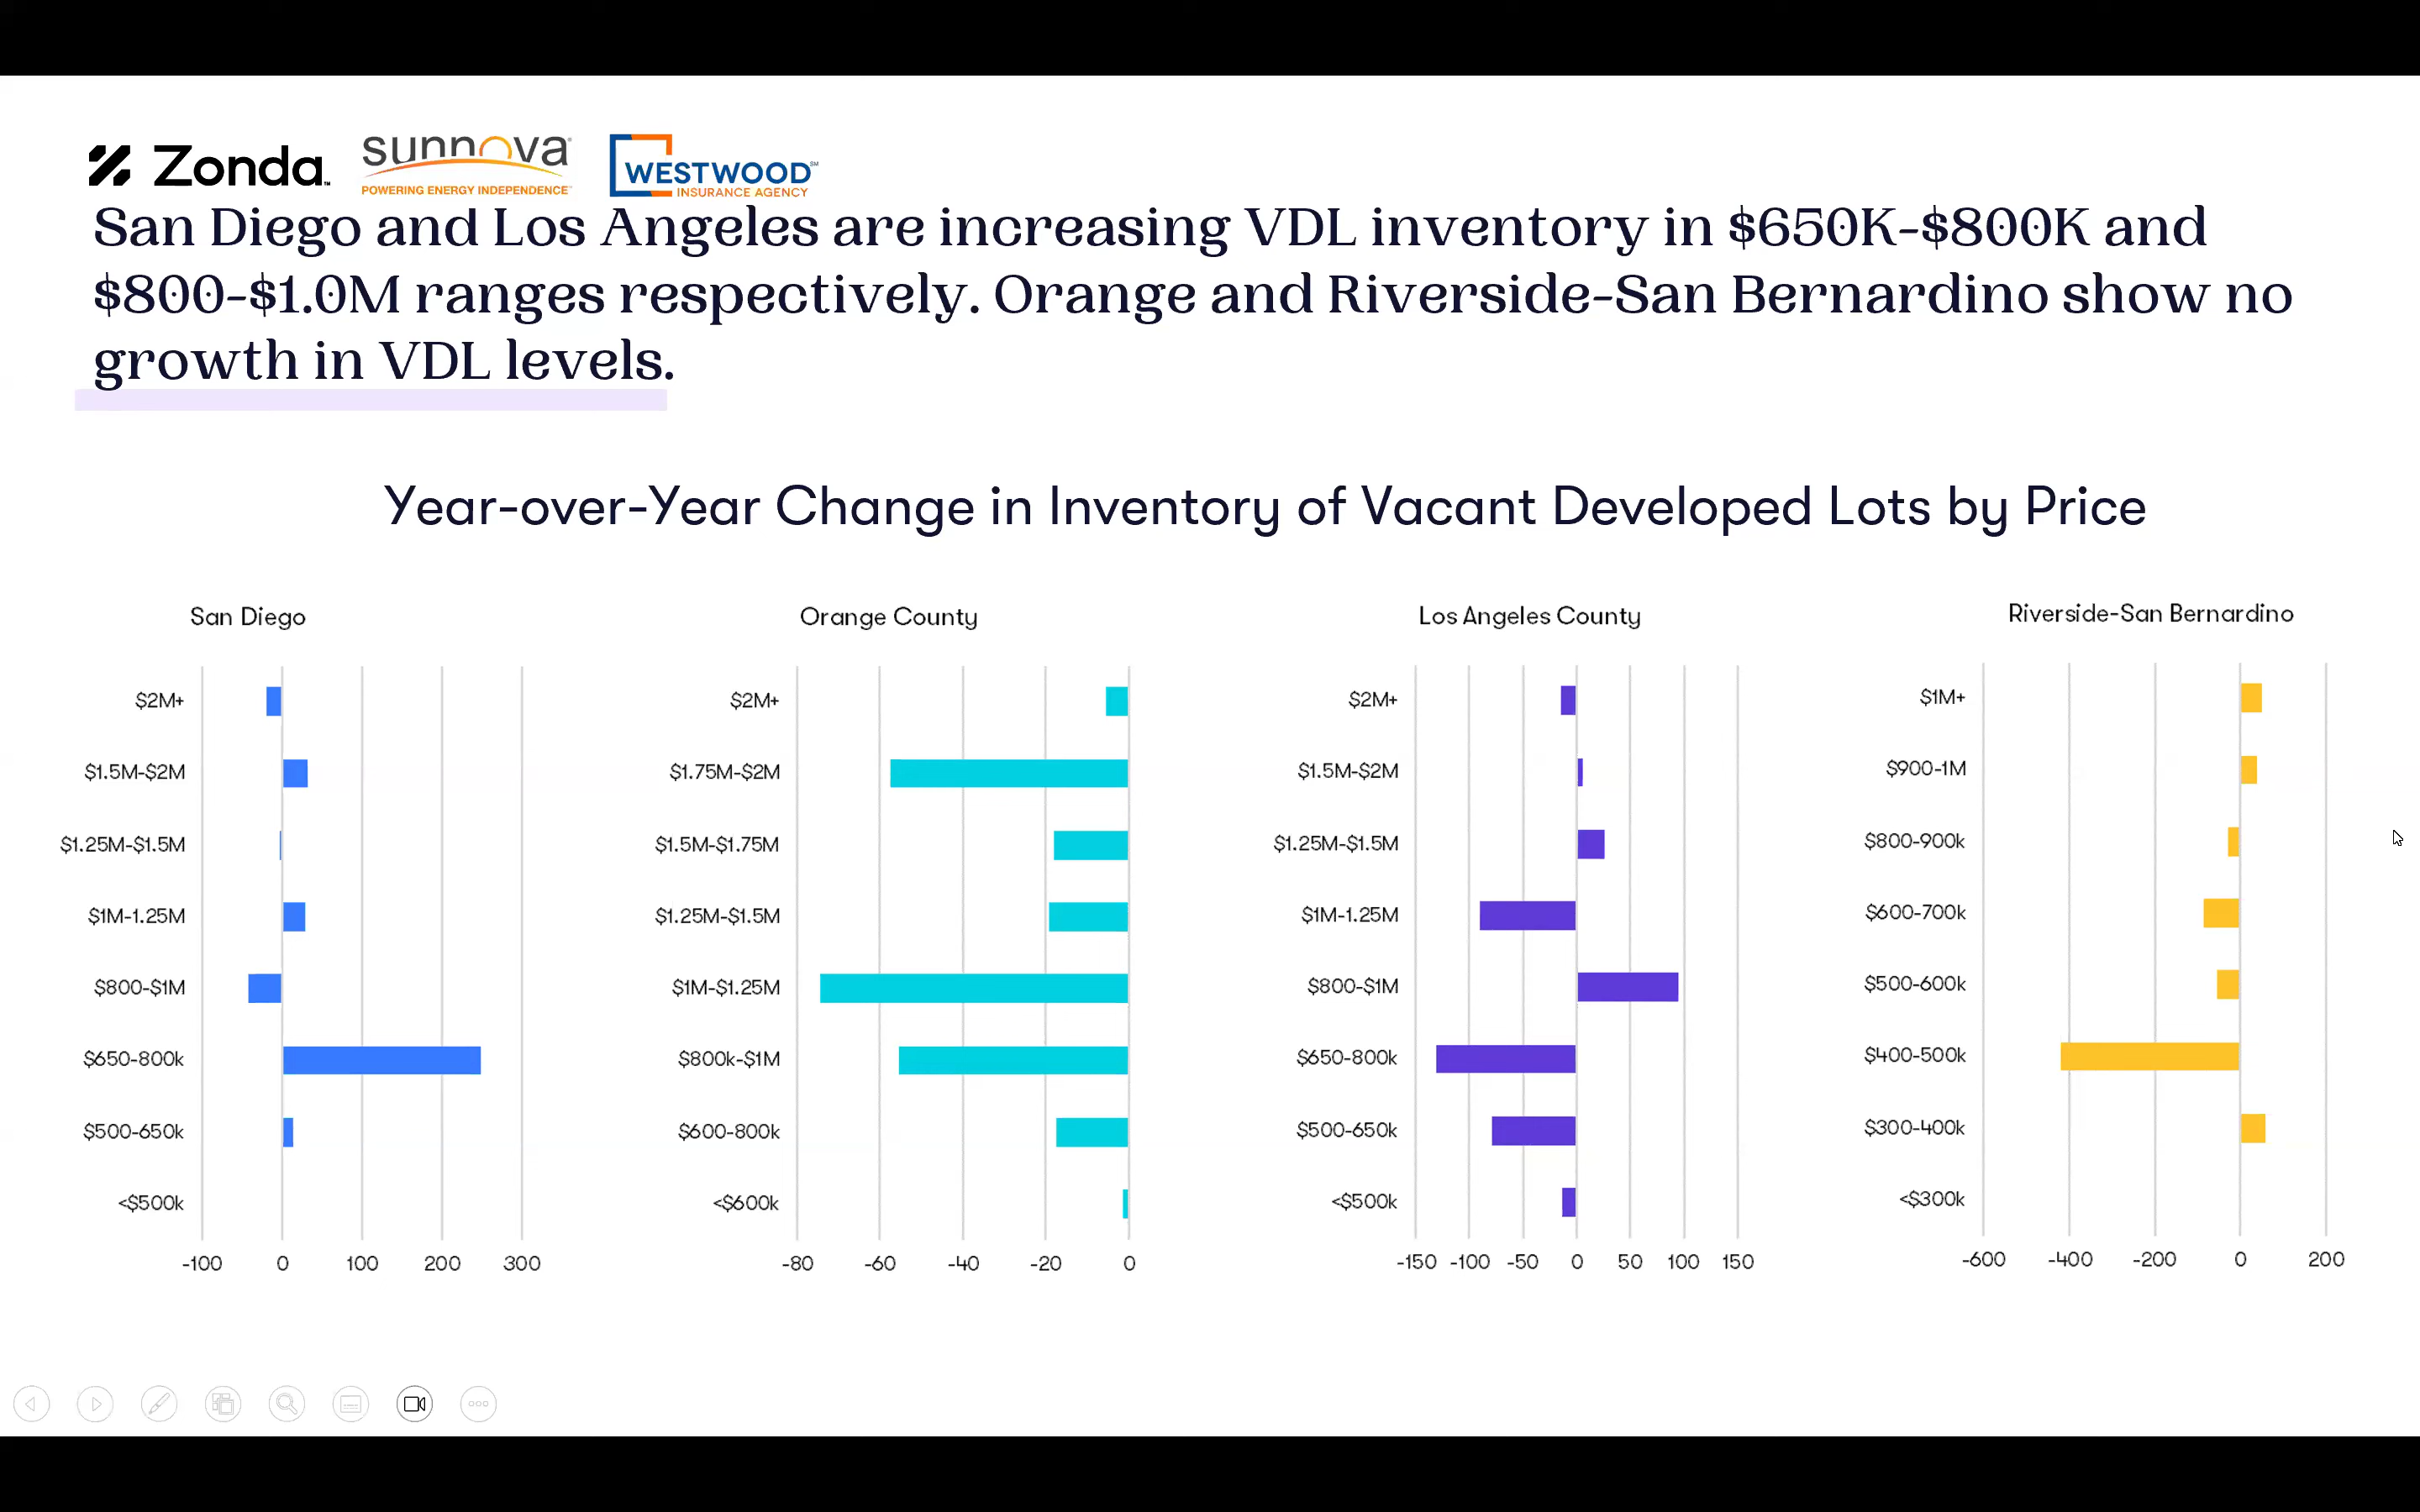 Zonda™
sunnova
POWERING ENERGY INDEPENDENCE
WESTWOOD℠
INSURANCE AGENCY
San Diego and Los Angeles are increasing VDL inventory in $650K-$800K and
$800-$1.0M ranges respectively. Orange and Riverside-San Bernardino show no
growth in VDL levels.
Year-over-Year Change in Inventory of Vacant Developed Lots by Price
San Diego
$2M+
$1.5M-$2M
$1.25M-$1.5M
$1M-1.25M
$800-$1M
$650-800k
$500-650k
<$500k
-100 0 100 200 300
Orange County
$2M+
$1.75M-$2M
$1.5M-$1.75M
$1.25M-$1.5M
$1M-$1.25M
$800k-$1M
$600-800k
<$600k
-80 -60 -40 -20 0
Los Angeles County
$2M+
$1.5M-$2M
$1.25M-$1.5M
$1M-1.25M
$800-$1M
$650-800k
$500-650k
<$500k
-150 -100 -50 0 50 100 150
Riverside-San Bernardino
$1M+
$900-1M
$800-900k
$600-700k
$500-600k
$400-500k
$300-400k
<$300k
-600 -400 -200 0 200